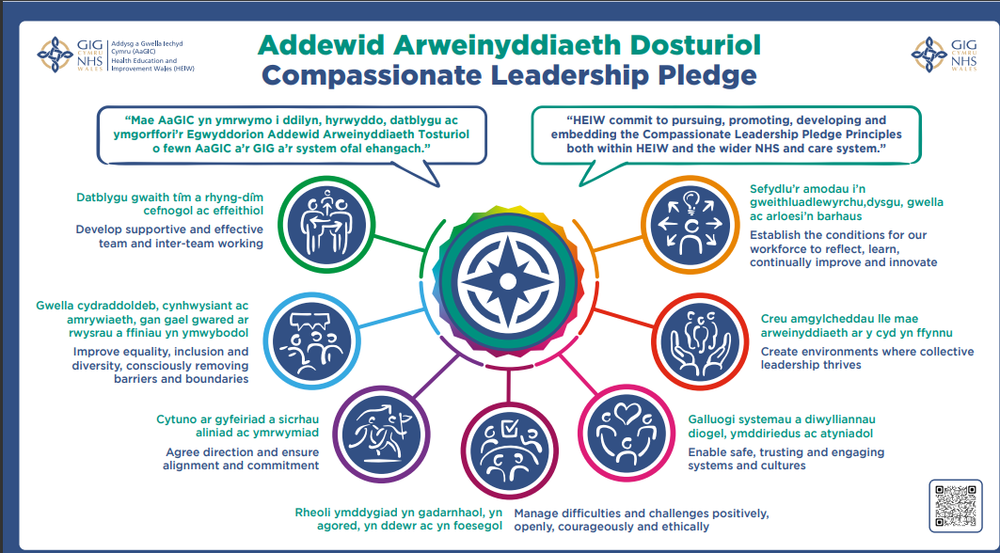 GIG
CYMRU
NHS
WALES
Addysg a Gwella Iechyd
Cymru (AaGIC)
Health Education and
Improvement Wales (HEIW)
Addewid Arweinyddiaeth Dosturiol
Compassionate Leadership Pledge
GIG
CYMRU
NHS
WALES
“Mae AaGIC yn ymrwymo i ddilyn, hyrwyddo, datblygu ac
ymgorffori’r Egwyddorion Addewid Arweinyddiaeth Tosturiol
o fewn AaGIC a’r GIG a’r system ofal ehangach.”
“HEIW commit to pursuing, promoting, developing and
embedding the Compassionate Leadership Pledge Principles
both within HEIW and the wider NHS and care system.”
Datblygu gwaith tîm a rhyng-dîm
cefnogol ac effeithiol
Develop supportive and effective
team and inter-team working
Sefydlu’r amodau i’n
gweithluadlewyrchu,dysgu, gwella
ac arloesi’n barhaus
Establish the conditions for our
workforce to reflect, learn,
continually improve and innovate
Gwella cydraddoldeb, cynhwysiant ac
amrywiaeth, gan gael gwared ar
rwysrau a ffiniau yn ymwybodol
Improve equality, inclusion and
diversity, consciously removing
barriers and boundaries
Creu amgylcheddau lle mae
arweinyddiaeth ar y cyd yn ffynnu
Create environments where collective
leadership thrives
Cytuno ar gyfeiriad a sicrhau
aliniad ac ymrwymiad
Agree direction and ensure
alignment and commitment
Galluogi systemau a diwylliannau
diogel, ymddiriedus ac atyniadol
Enable safe, trusting and engaging
systems and cultures
Rheoli ymddygiad yn gadarnhaol, yn
agored, yn ddewr ac yn foesegol
Manage difficulties and challenges positively,
openly, courageously and ethically